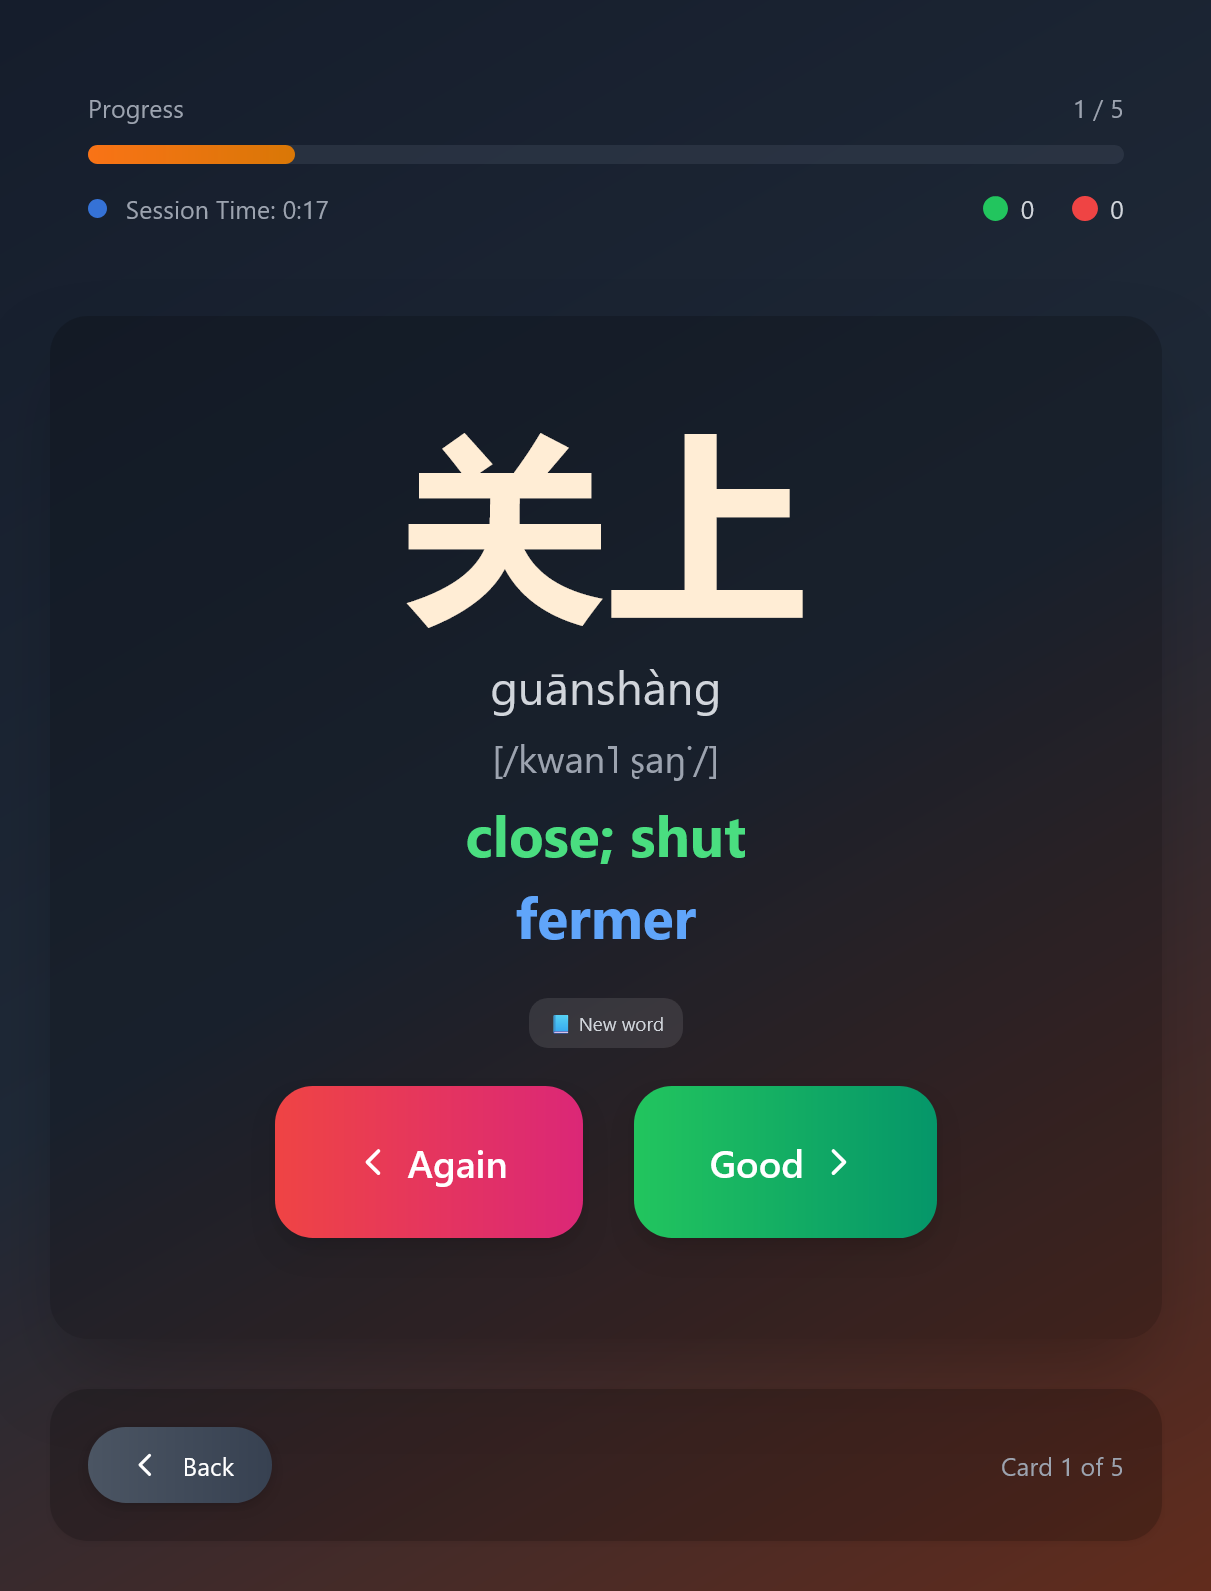 Progress
1 / 5
Session Time: 0:17
0
0
关上
guānshàng
[/kwan˥ ʂaŋ˙/]
close; shut
fermer
New word
Again
Good
Back
Card 1 of 5